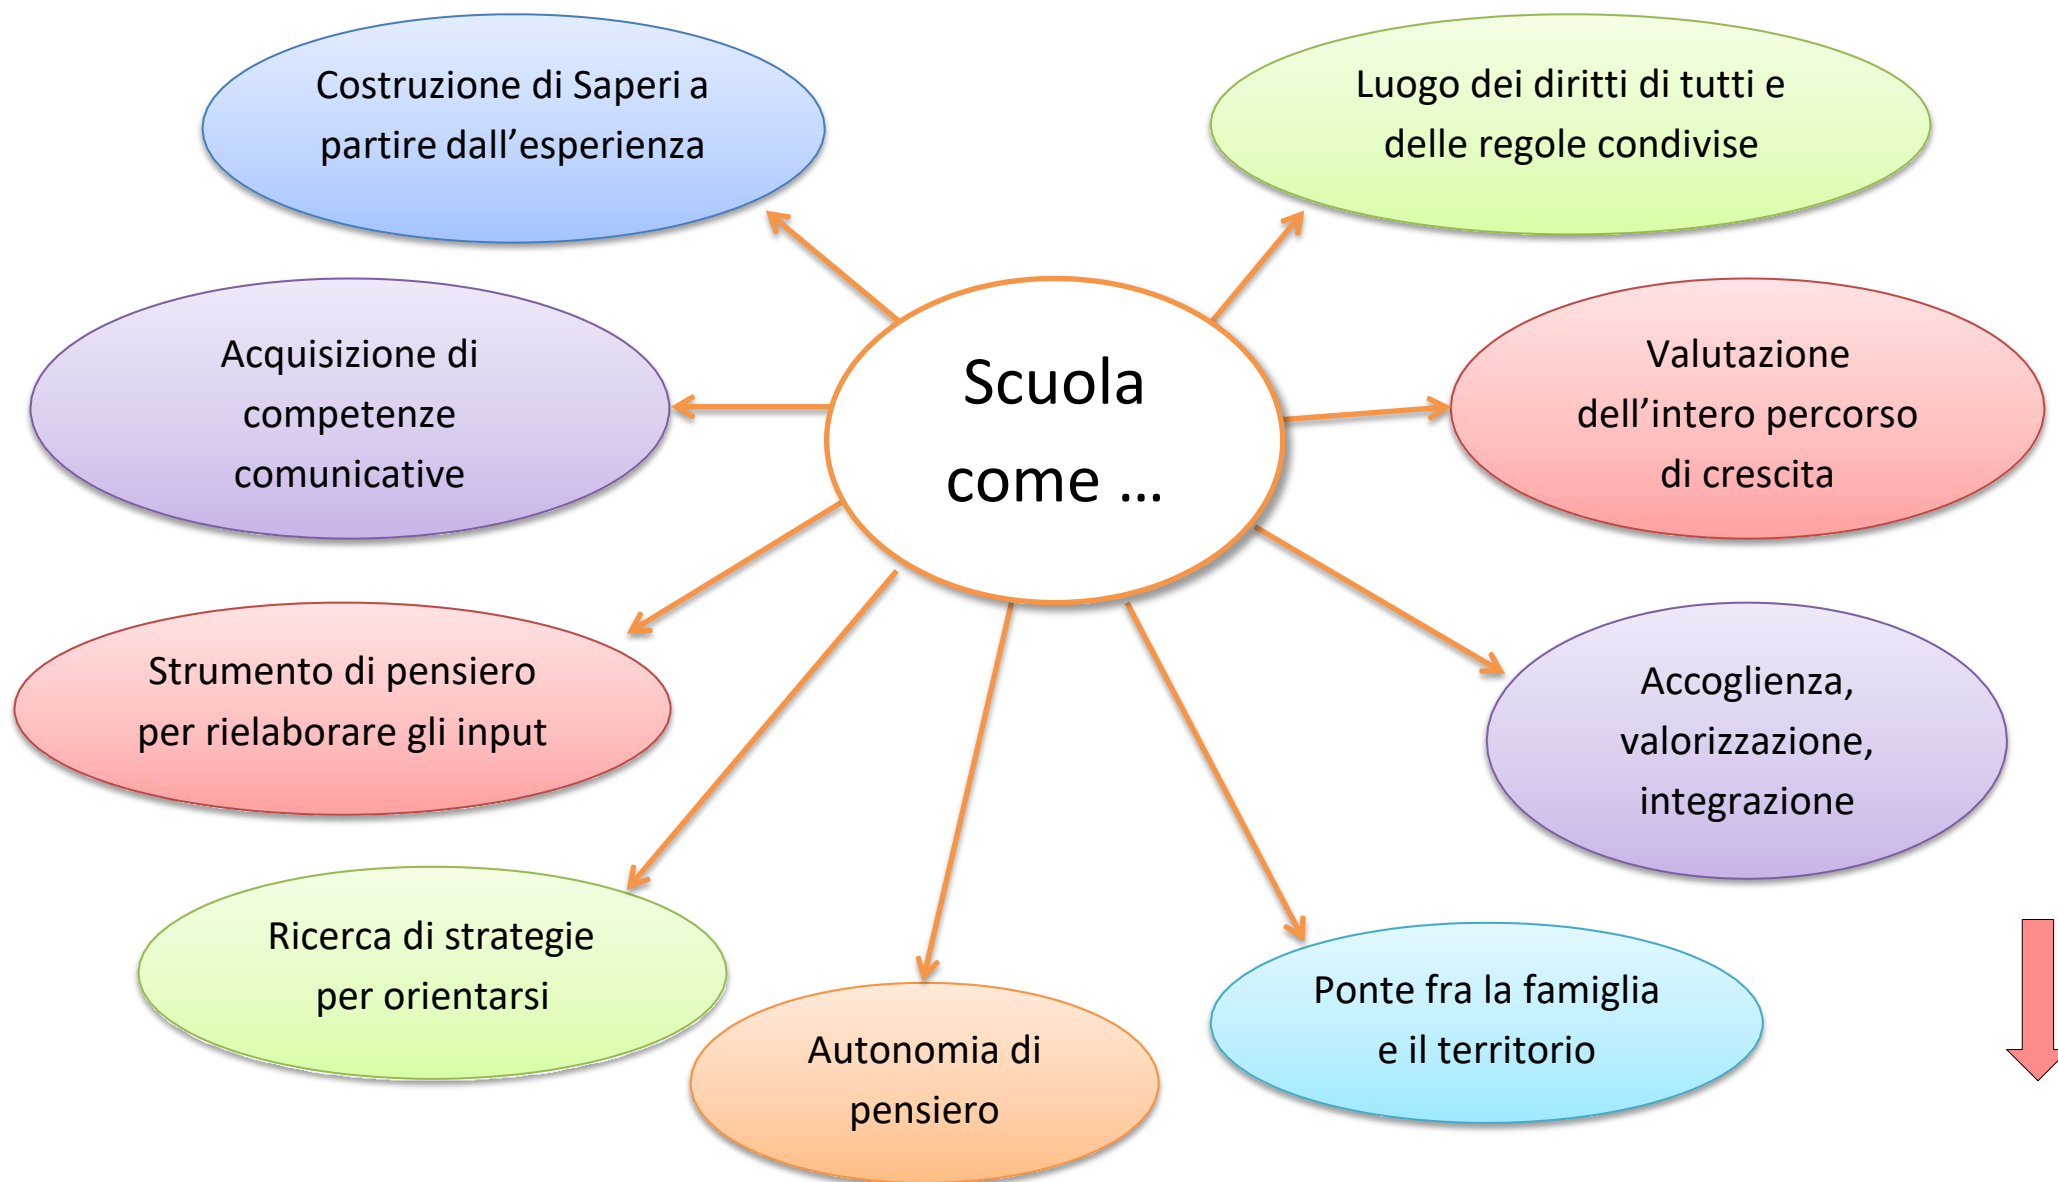 Costruzione di Saperi a
partire dall’esperienza
Luogo dei diritti di tutti e
delle regole condivise
Scuola
come …
Acquisizione di
competenze
comunicative
Valutazione
dell’intero percorso
di crescita
Strumento di pensiero
per rielaborare gli input
Accoglienza,
valorizzazione,
integrazione
Ricerca di strategie
per orientarsi
Autonomia di
pensiero
Ponte fra la famiglia
e il territorio